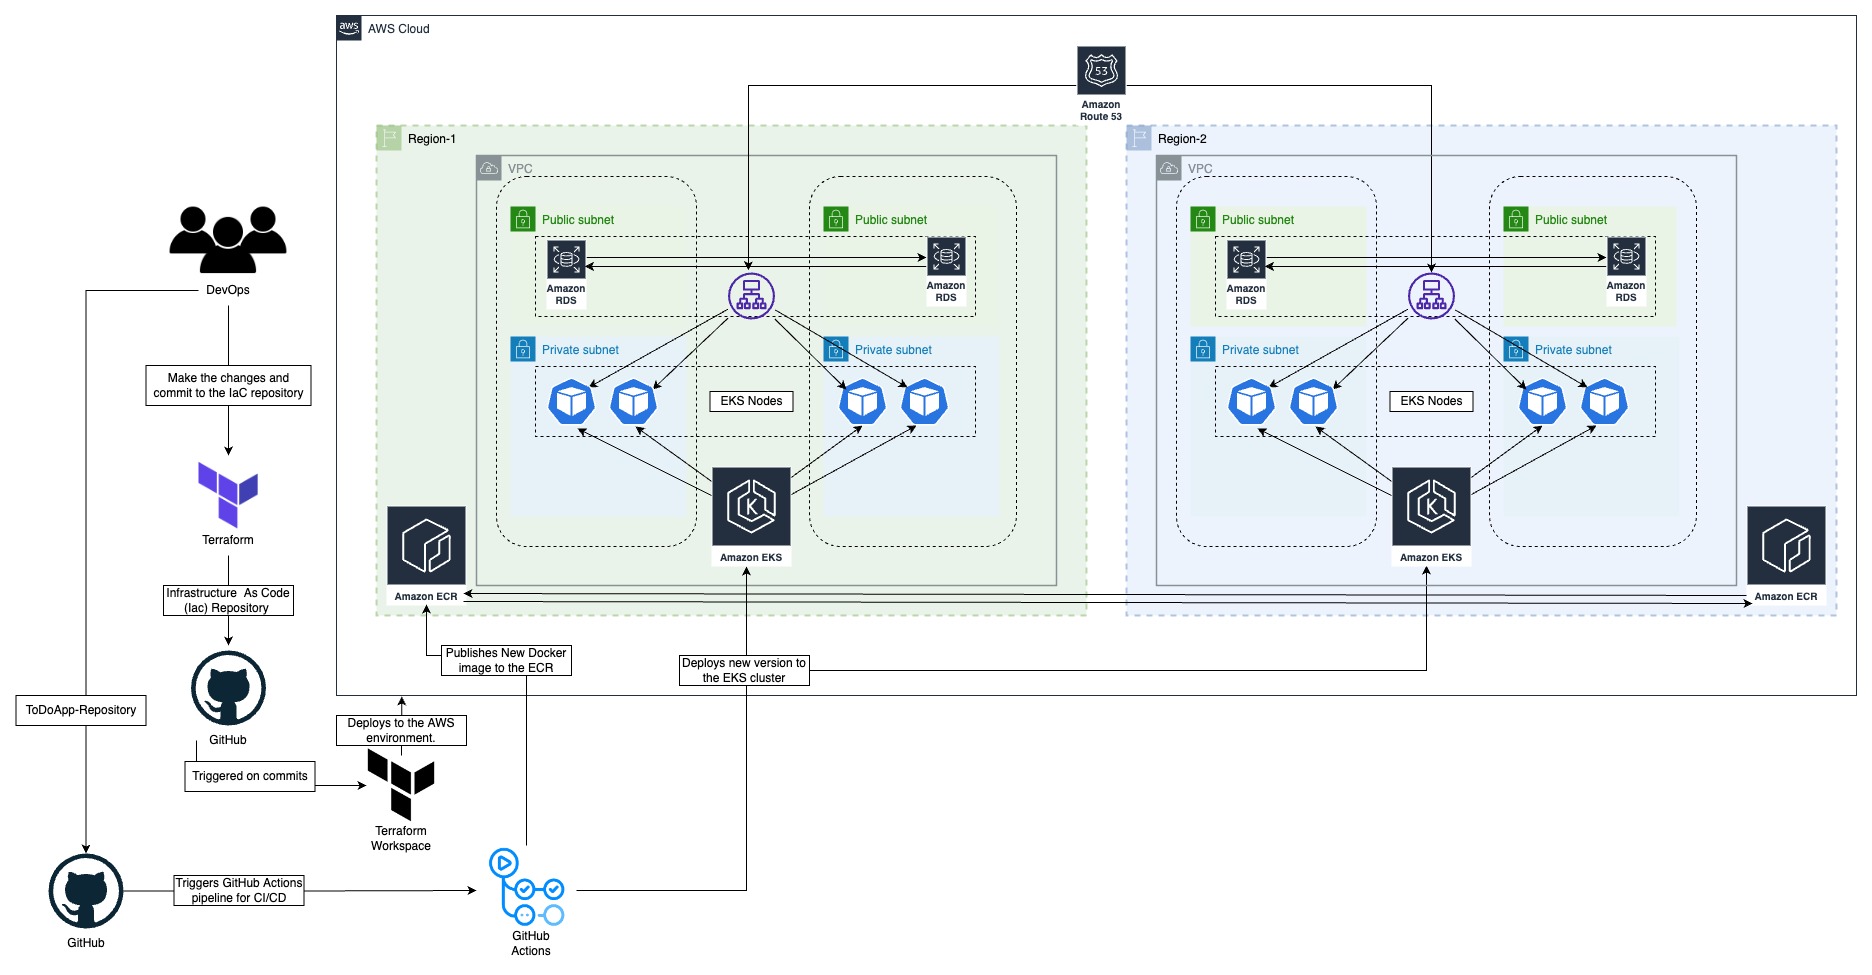 aws
AWS Cloud
53
Amazon
Route 53
Region-1
Region-2
VPC
VPC
Public subnet
Public subnet
Public subnet
Public subnet
Amazon
RDS
Amazon
RDS
Amazon
RDS
Amazon
RDS
Private subnet
Private subnet
Private subnet
Private subnet
EKS Nodes
EKS Nodes
K
K
Amazon EKS
Amazon EKS
Amazon ECR
Amazon ECR
DevOps
Make the changes and
commit to the IaC repository
Terraform
Infrastructure As Code
(Iac) Repository
GitHub
Triggered on commits
ToDoApp-Repository
Publishes New Docker
image to the ECR
Deploys new version to
the EKS cluster
Deploys to the AWS
environment.
Terraform
Workspace
GitHub
Triggers GitHub Actions
pipeline for CI/CD
GitHub
Actions